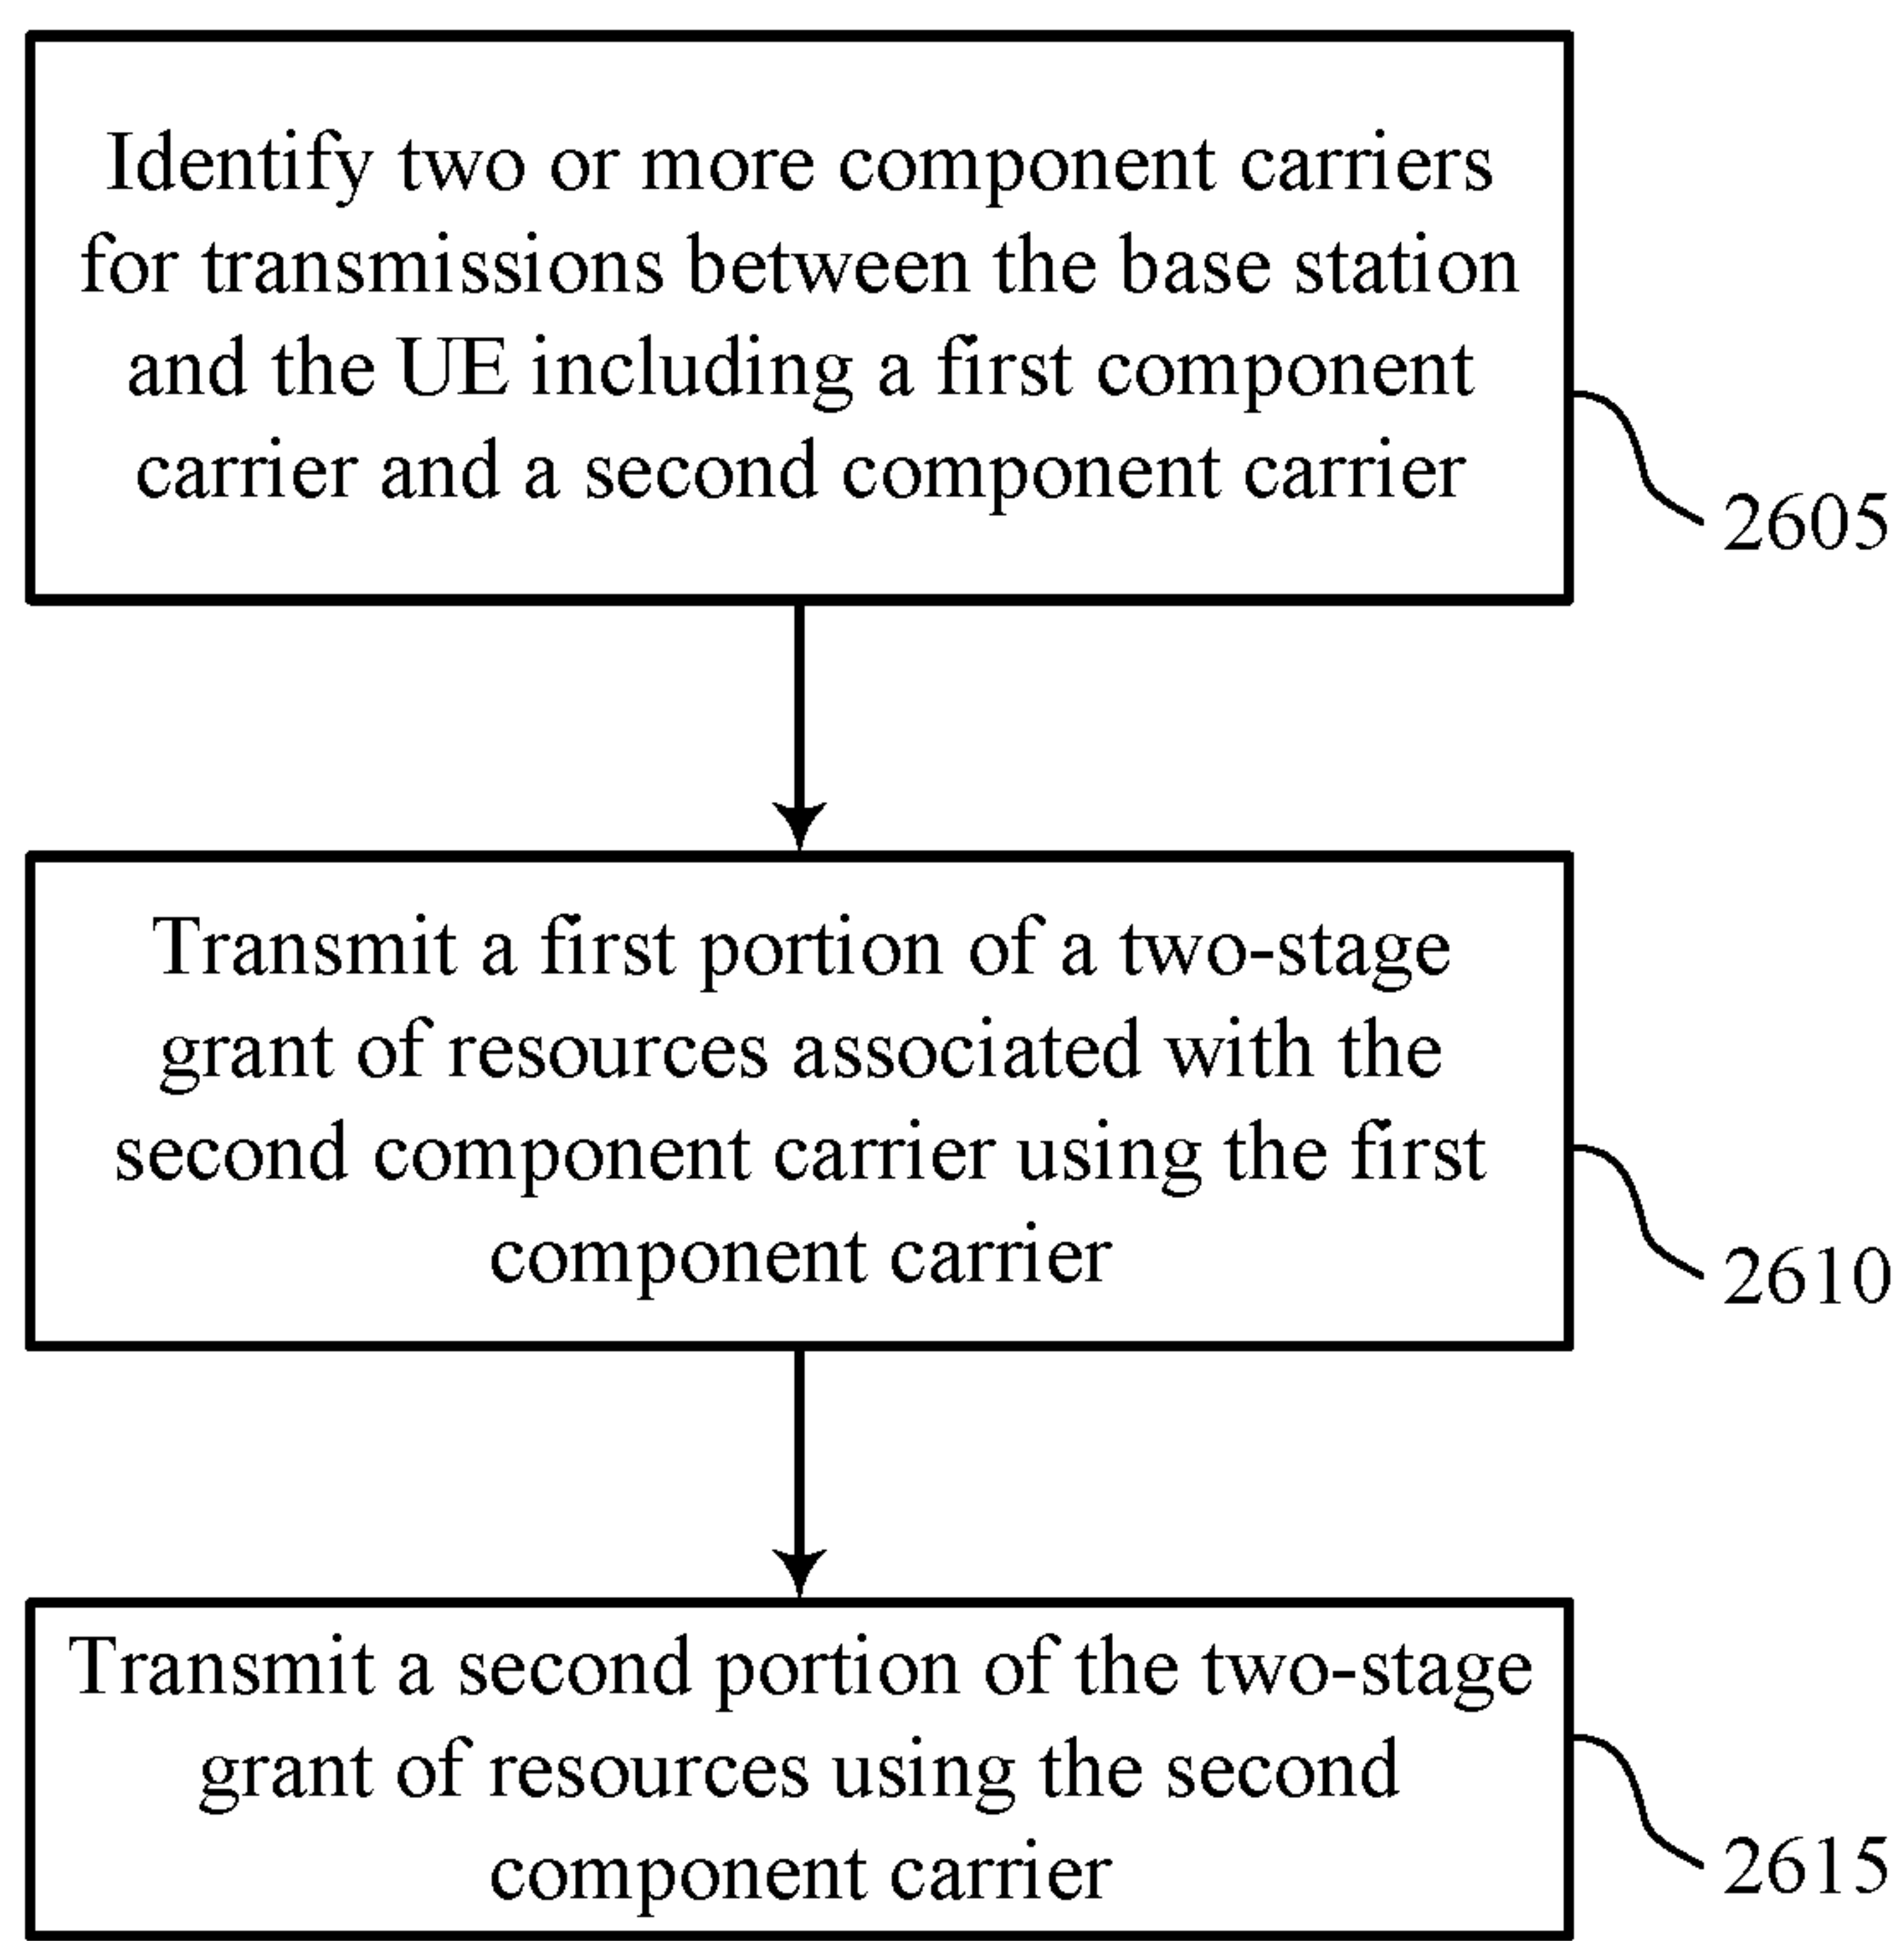 Identify two or more component carriers
for transmissions between the base station
and the UE including a first component
carrier and a second component carrier
2605
Transmit a first portion of a two-stage
grant of resources associated with the
second component carrier using the first
component carrier
2610
Transmit a second portion of the two-stage
grant of resources using the second
component carrier
2615